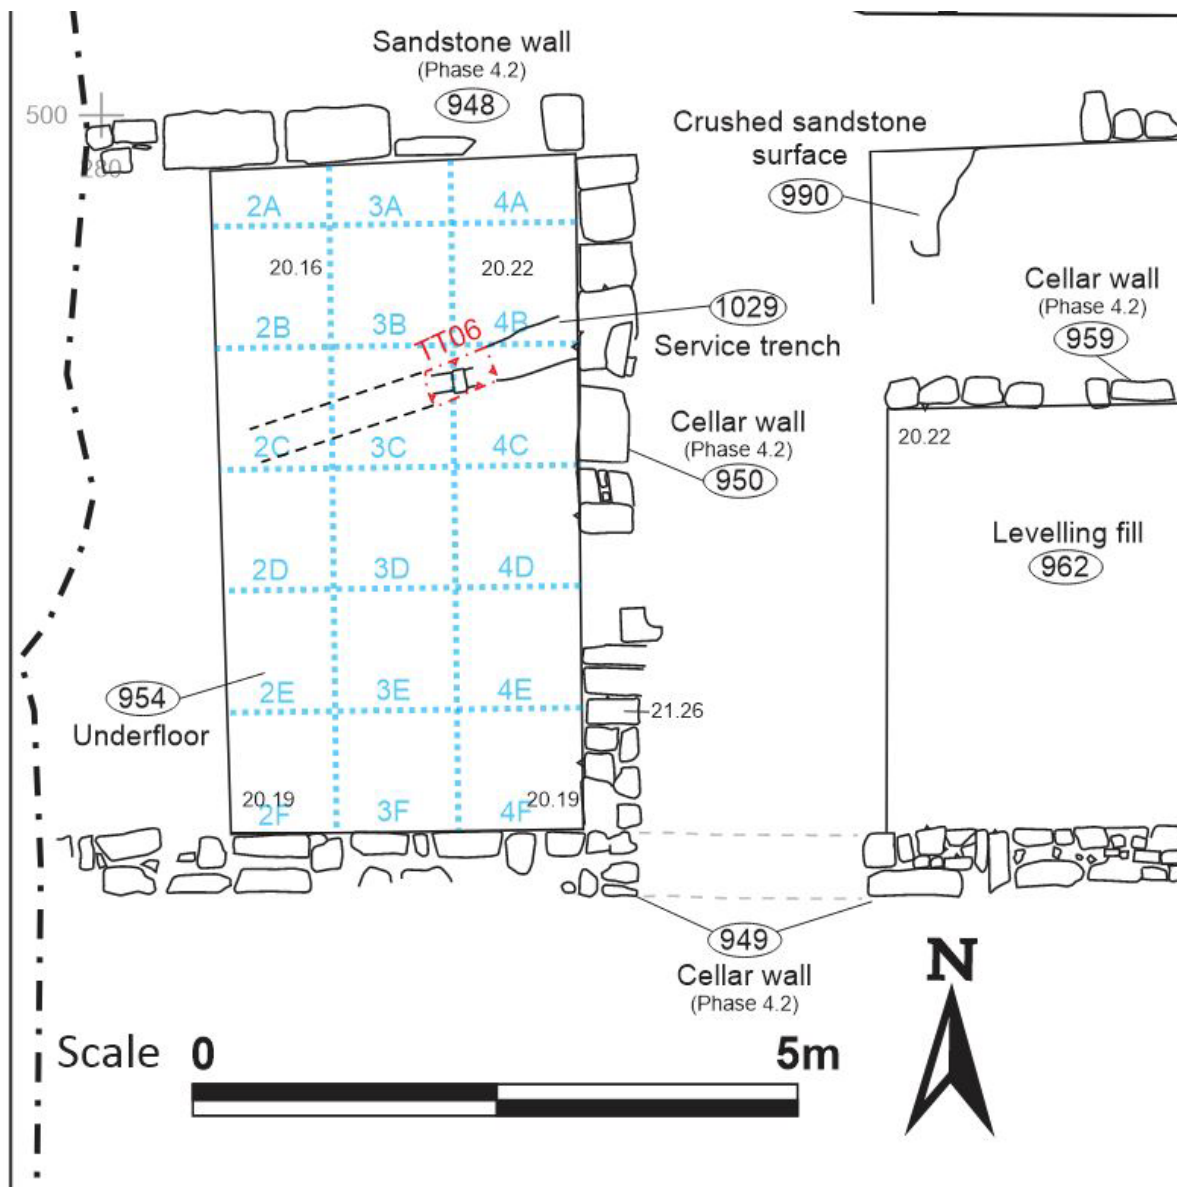 Sandstone wall
(Phase 4.2)
948
500
280
Crushed sandstone
surface
990
2A 3A 4A
20.16 20.22
Cellar wall
(Phase 4.2)
959
1029
Service trench
2B 3B 4B
TT06
Cellar wall
(Phase 4.2)
950
2C 3C 4C
20.22
Levelling fill
962
2D 3D 4D
954
Underfloor
2E 3E 4E
21.26
20.19 20.19
2F 3F 4F
949
Cellar wall
(Phase 4.2)
N
Scale 0 5m